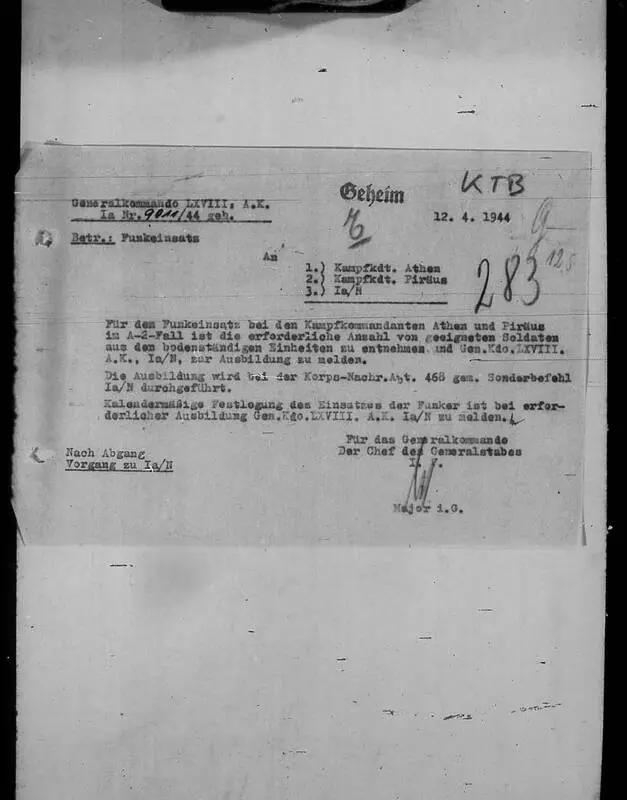 Geheim
KTB
Generalkommando LXVIII. A.K.
Ia Nr. 9011/44 geh.
12. 4. 1944
Betr.: Funkeinsatz
An
1.) Kampfkdt. Athen
2.) Kampfkdt. Piräus
3.) Ia/N
283
Für den Funkeinsatz bei den Kampfkommandanten Athen und Piräus
im A-2-Fall ist die erforderliche Anzahl von geeigneten Soldaten
aus den bodenständigen Einheiten zu entnehmen und Gen.Kdo.LXVIII.
A.K., Ia/N, zur Ausbildung zu melden.
Die Ausbildung wird bei der Korps-Nachr.Abt. 468 gem. Sonderbefehl
Ia/N durchgeführt.
Kalendermäßige Festlegung des Einsatzes der Funker ist bei erfor-
derlicher Ausbildung Gen.Kdo.LXVIII. A.K. Ia/N zu melden.
Für das Generalkommando
Der Chef des Generalstabes
Nach Abgang
Vorgang zu Ia/N
Major i.G.